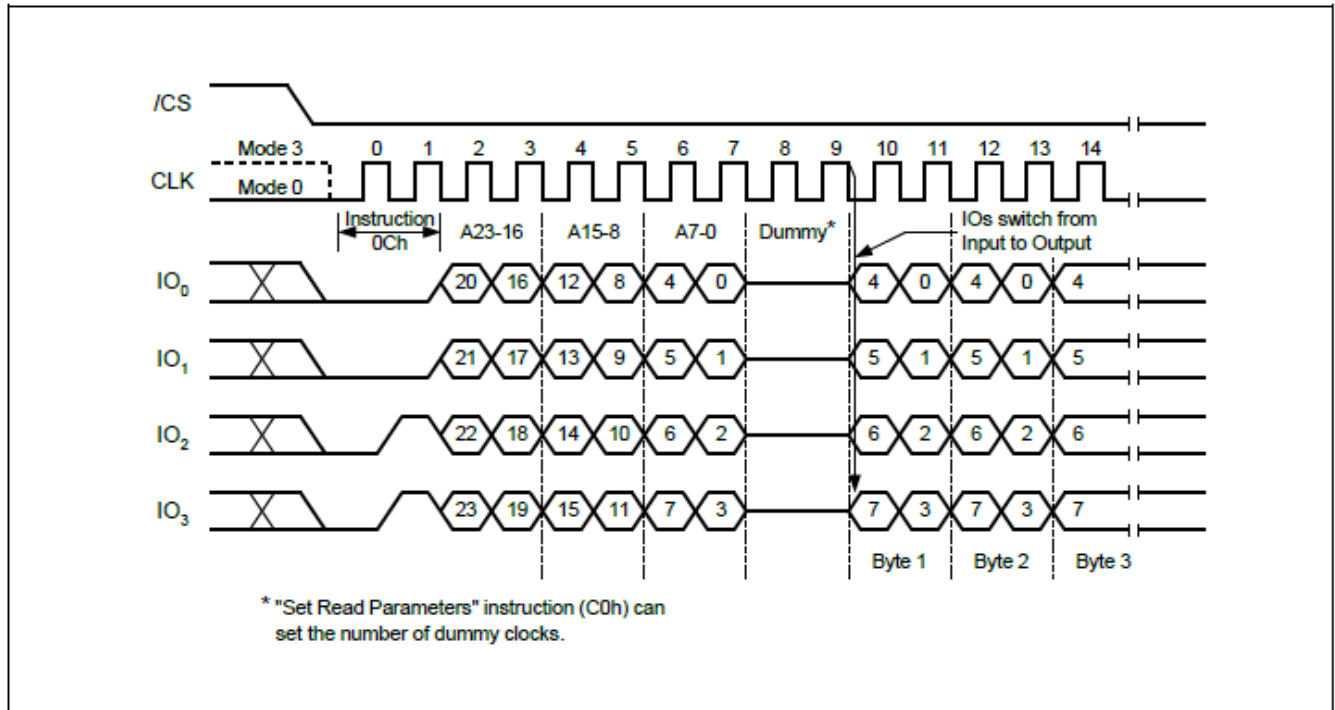 /CS
Mode 3 0 1 2 3 4 5 6 7 8 9 10 11 12 13 14
CLK
Mode 0
Instruction
0Ch
A23-16 A15-8 A7-0 Dummy*
IOs switch from
Input to Output
IO0 20 16 12 8 4 0 4 0 4 0 4
IO1 21 17 13 9 5 1 5 1 5 1 5
IO2 22 18 14 10 6 2 6 2 6 2 6
IO3 23 19 15 11 7 3 7 3 7 3 7
Byte 1 Byte 2 Byte 3
* "Set Read Parameters" instruction (C0h) can
set the number of dummy clocks.